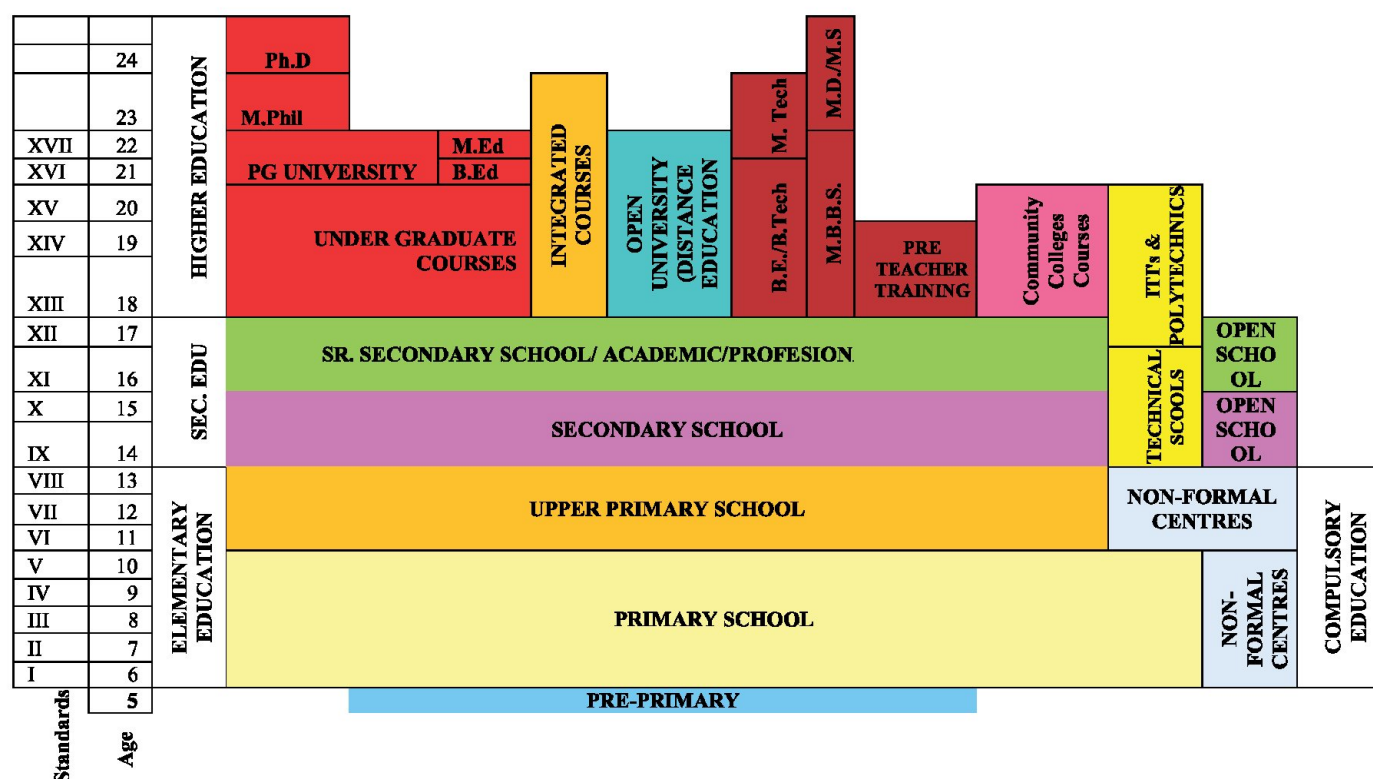 24
Ph.D
23
M.Phil
XVII
22
XVI
21
XV
20
XIV
19
XIII
18
XII
17
XI
16
X
15
IX
14
VIII
13
VII
12
VI
11
V
10
IV
9
III
8
II
7
I
6
5
Standards
Age
HIGHER EDUCATION
SEC. EDU
ELEMENTARY
EDUCATION
PG UNIVERSITY
M.Ed
B.Ed
UNDER GRADUATE
COURSES
INTEGRATED
COURSES
OPEN
UNIVERSITY
(DISTANCE
EDUCATION
M. Tech
B.E./B.Tech
M.D./M.S
M.B.B.S.
PRE
TEACHER
TRAINING
Community
Colleges
Courses
ITI's &
POLYTECHNICS
TECHNICAL
SCOOLS
SR. SECONDARY SCHOOL/ ACADEMIC/PROFESION
OPEN
SCHO
OL
SECONDARY SCHOOL
OPEN
SCHO
OL
UPPER PRIMARY SCHOOL
NON-FORMAL
CENTRES
PRIMARY SCHOOL
NON-
FORMAL
CENTRES
COMPULSORY
EDUCATION
PRE-PRIMARY